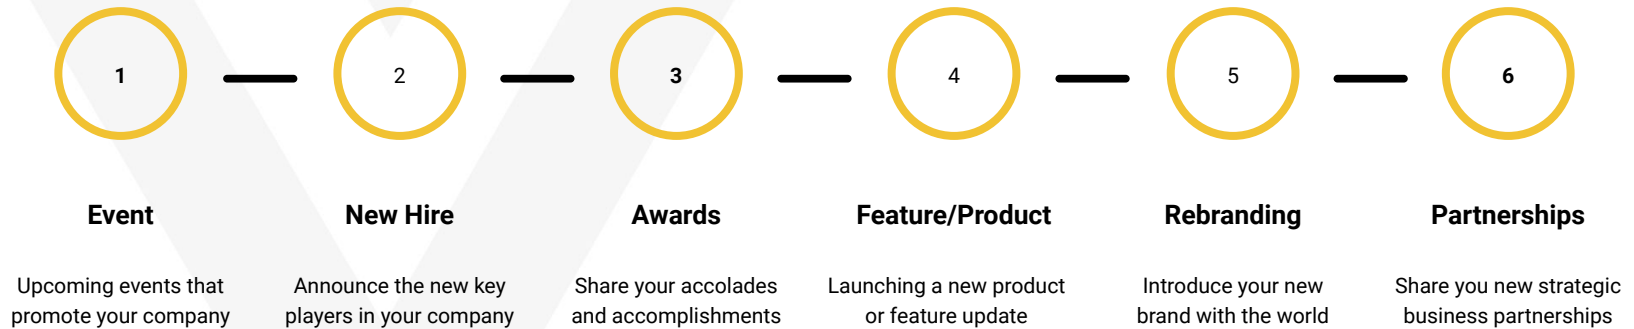 1 2 3 4 5 6
Event New Hire Awards Feature/Product Rebranding Partnerships
Upcoming events that
promote your company
Announce the new key
players in your company
Share your accolades
and accomplishments
Launching a new product
or feature update
Introduce your new
brand with the world
Share you new strategic
business partnerships